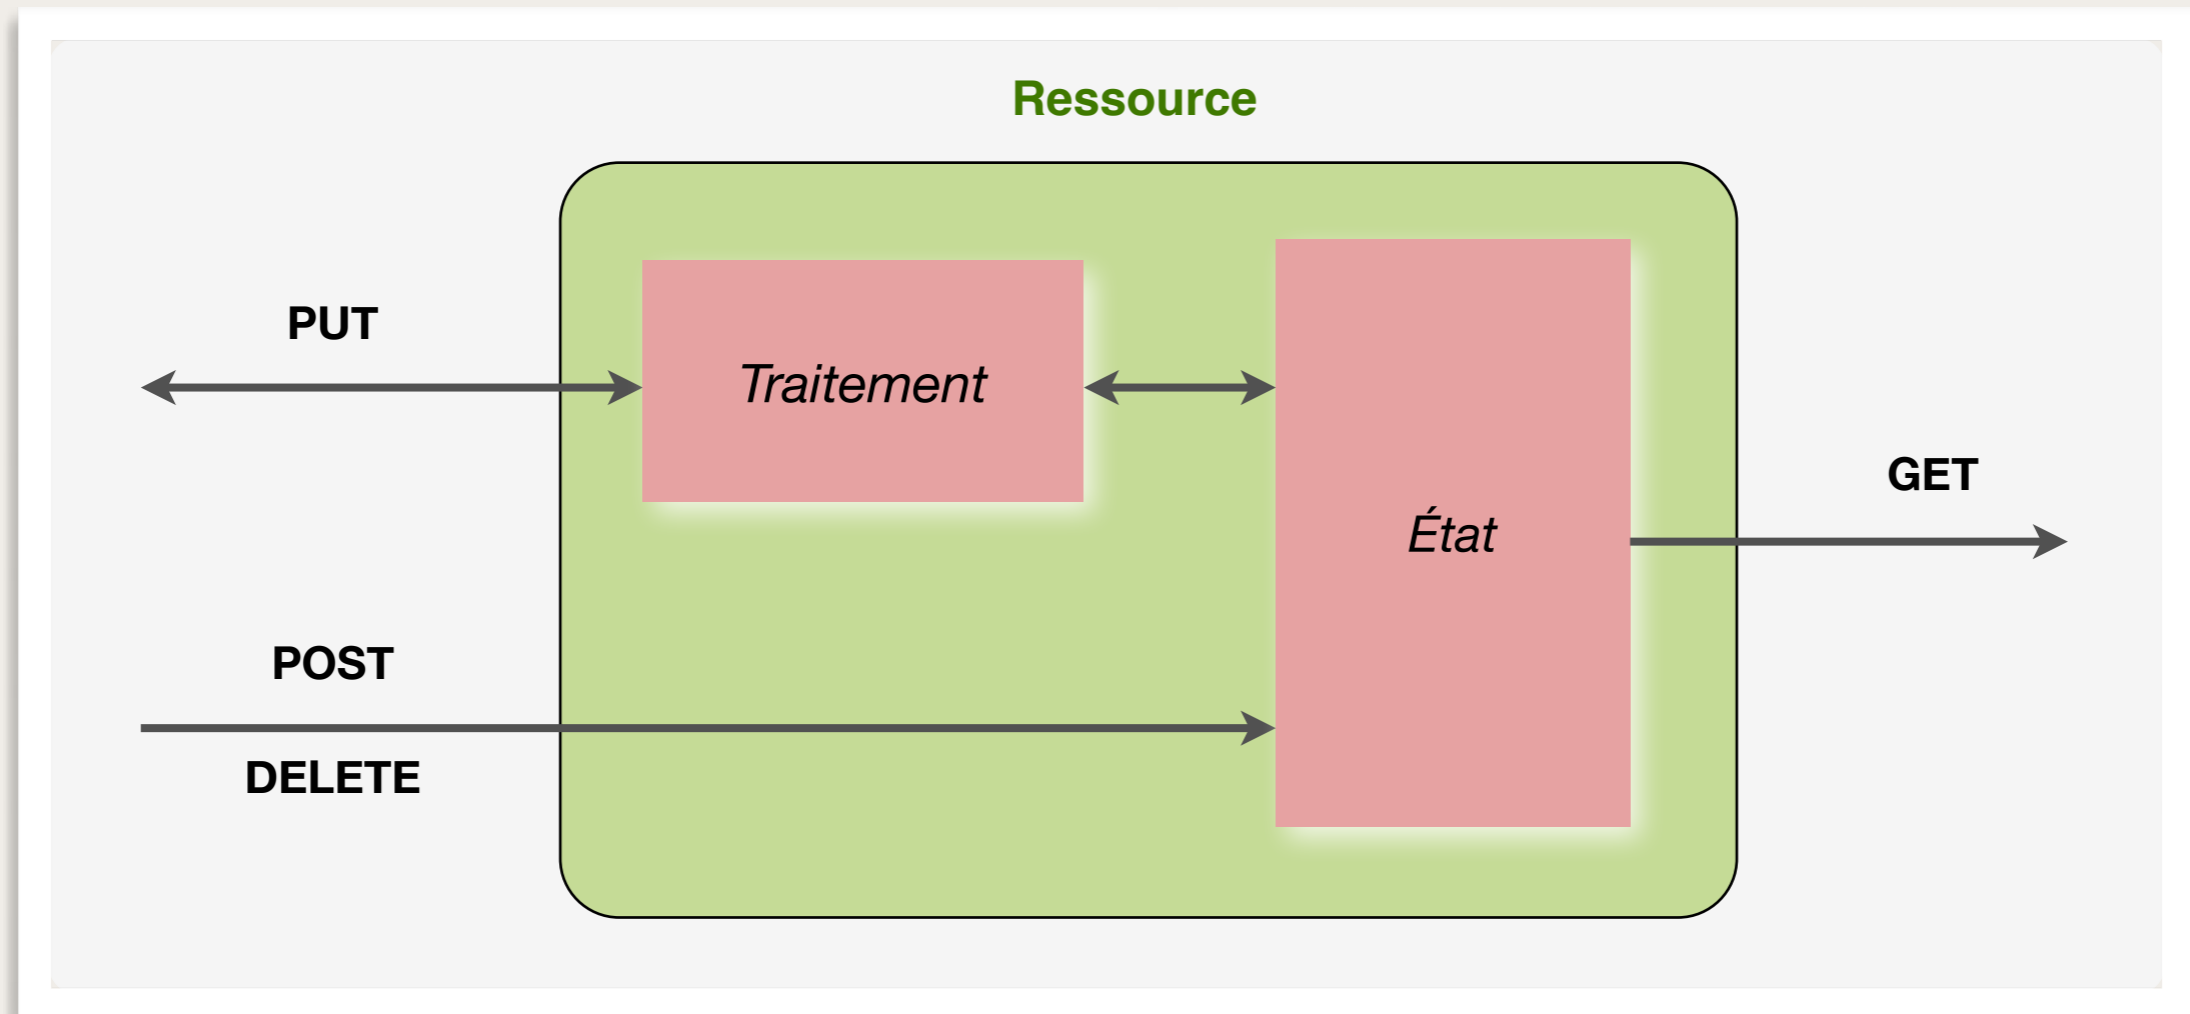 Ressource
PUT
Traitement
GET
État
POST
DELETE